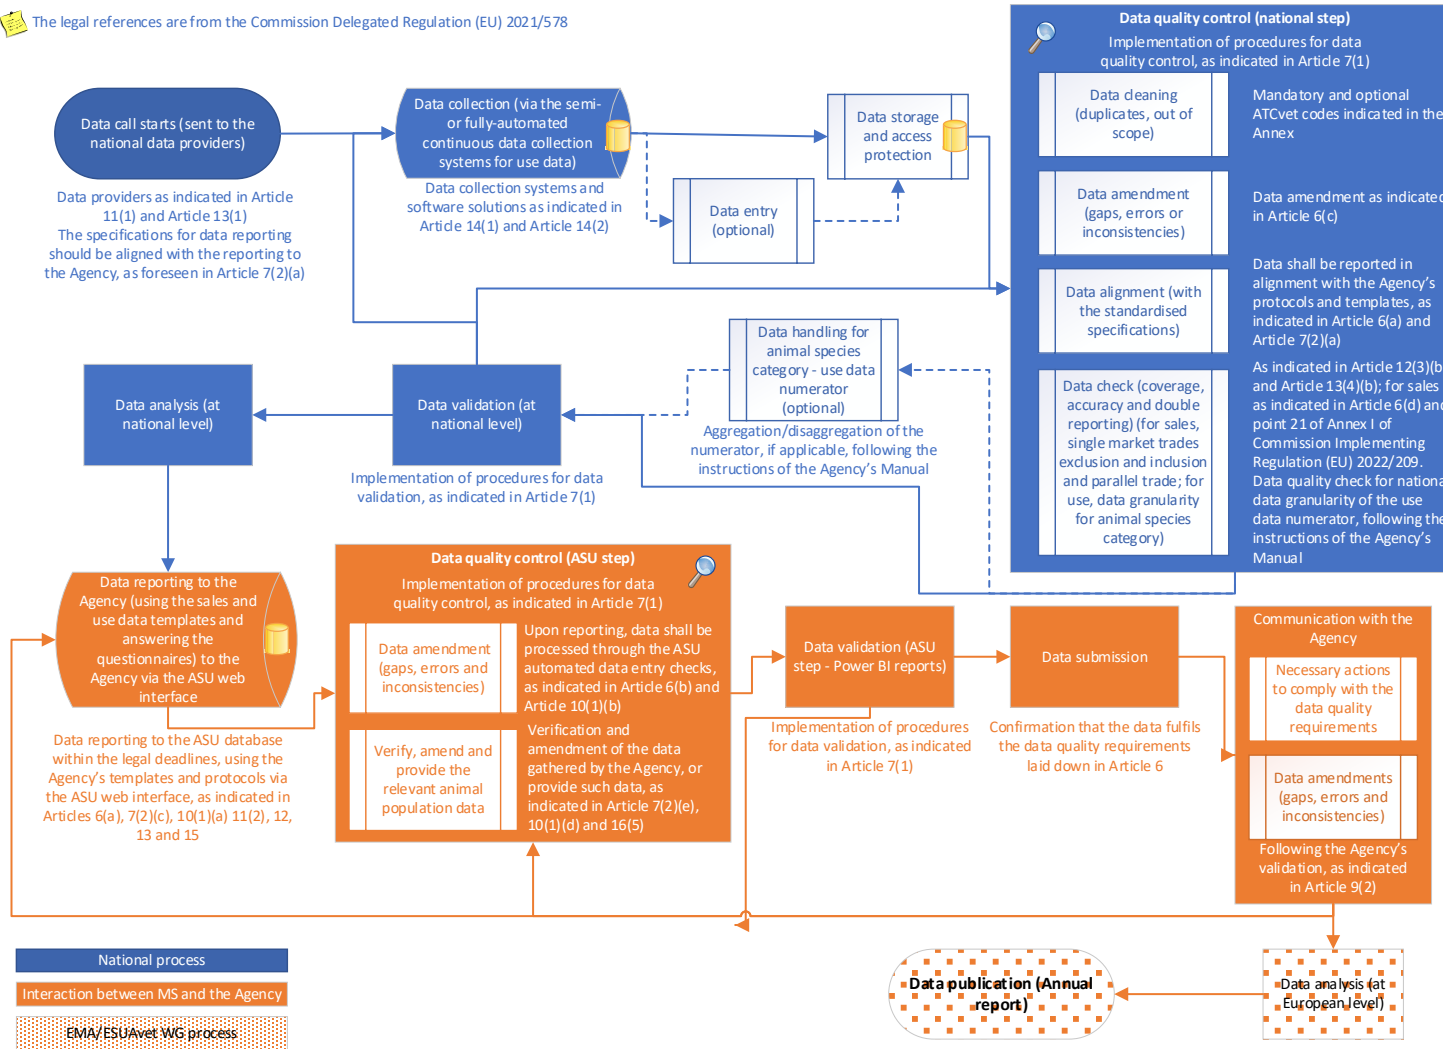 The legal references are from the Commission Delegated Regulation (EU) 2021/578
Data call starts (sent to the
national data providers)
Data providers as indicated in Article
11(1) and Article 13(1)
The specifications for data reporting
should be aligned with the reporting to
the Agency, as foreseen in Article 7(2)(a)
Data collection (via the semi-
or fully-automated
continuous data collection
systems for use data)
Data collection systems and
software solutions as indicated in
Article 14(1) and Article 14(2)
Data entry
(optional)
Data storage
and access
protection
Data quality control (national step)
Implementation of procedures for data
quality control, as indicated in Article 7(1)
Data cleaning
(duplicates, out of
scope)
Mandatory and optional
ATCvet codes indicated in the
Annex
Data amendment
(gaps, errors or
inconsistencies)
Data amendment as indicated
in Article 6(c)
Data alignment (with
the standardised
specifications)
Data shall be reported in
alignment with the Agency's
protocols and templates, as
indicated in Article 6(a) and
Article 7(2)(a)
Data check (coverage,
accuracy and double
reporting) (for sales,
single market trades
exclusion and inclusion
and parallel trade; for
use, data granularity
for animal species
category)
As indicated in Article 12(3)(b
and Article 13(4)(b); for sales
as indicated in Article 6(d) and
point 21 of Annex I of
Commission Implementing
Regulation (EU) 2022/209.
Data quality check for national
data granularity of the use
data numerator, following the
instructions of the Agency's
Manual
Data handling for
animal species
category - use data
numerator
(optional)
Aggregation/disaggregation of the
numerator, if applicable, following the
instructions of the Agency's Manual
Data validation (at
national level)
Implementation of procedures for data
validation, as indicated in Article 7(1)
Data analysis (at
national level)
Data reporting to the
Agency (using the sales and
use data templates and
answering the
questionnaires) to the
Agency via the ASU web
interface
Data reporting to the ASU database
within the legal deadlines, using the
Agency's templates and protocols via
the ASU web interface, as indicated in
Articles 6(a), 7(2)(c), 10(1)(a) 11(2), 12,
13 and 15
Data quality control (ASU step)
Implementation of procedures for data
quality control, as indicated in Article 7(1)
Data amendment
(gaps, errors and
inconsistencies)
Upon reporting, data shall be
processed through the ASU
automated data entry checks,
as indicated in Article 6(b) and
Article 10(1)(b)
Verify, amend and
provide the
relevant animal
population data
Verification and
amendment of the data
gathered by the Agency, or
provide such data, as
indicated in Article 7(2)(e),
10(1)(d) and 16(5)
Data validation (ASU
step - Power BI reports)
Implementation of procedures
for data validation, as indicated
in Article 7(1)
Data submission
Confirmation that the data fulfils
the data quality requirements
laid down in Article 6
Communication with the
Agency
Necessary actions
to comply with the
data quality
requirements
Data amendments
(gaps, errors and
inconsistencies)
Following the Agency's
validation, as indicated
in Article 9(2)
Data analysis (at
European level)
Data publication (Annual
report)
National process
Interaction between MS and the Agency
EMA/ESUAvet WG process